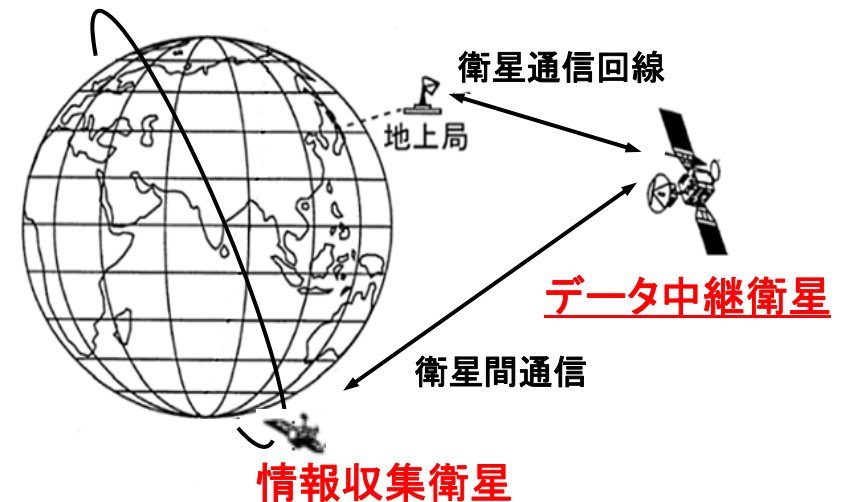 衛星通信回線
地上局
データ中継衛星
衛星間通信
情報収集衛星